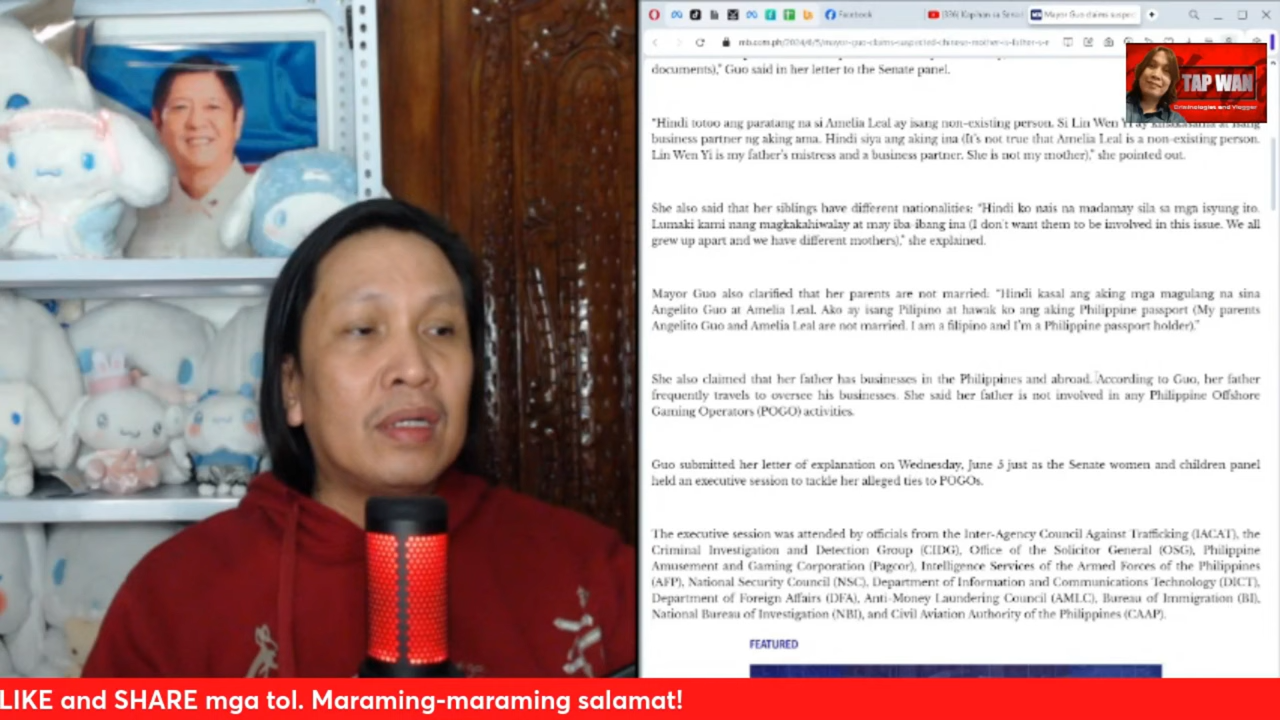 Facebook
Mayor Guo claims suspec
documents)," Guo said in her letter to the Senate panel.
TAP WAN
Criminologist and Vlogger
"Hindi totoo ang paratang na si Amelia Leal ay isang non-existing person. Si Lin Wen Yi ay isang
business partner ng aking ama. Hindi siya ang aking ina (It's not true that Amelia Leal is a non-existing person.
Lin Wen Yi is my father's mistress and a business partner. She is not my mother)," she pointed out.
She also said that her siblings have different nationalities: "Hindi ko nais na madamay sila sa mga isyung ito.
Lumaki kami nang magkakahiwalay at may iba-ibang ina (I don't want them to be involved in this issue. We all
grew up apart and we have different mothers)," she explained.
Mayor Guo also clarified that her parents are not married: "Hindi kasal ang aking mga magulang na sina
Angelito Guo at Amelia Leal. Ako ay isang Pilipino at hawak ko ang aking Philippine passport (My parents
Angelito Guo and Amelia Leal are not married. I am a filipino and I'm a Philippine passport holder)."
She also claimed that her father has businesses in the Philippines and abroad. According to Guo, her father
frequently travels to oversee his businesses. She said her father is not involved in any Philippine Offshore
Gaming Operators (POGO) activities.
Guo submitted her letter of explanation on Wednesday, June 5 just as the Senate women and children panel
held an executive session to tackle her alleged ties to POGOs.
The executive session was attended by officials from the Inter-Agency Council Against Trafficking (IACAT), the
Criminal Investigation and Detection Group (CIDG), Office of the Solicitor General (OSG), Philippine
Amusement and Gaming Corporation (Pagcor), Intelligence Services of the Armed Forces of the Philippines
(AFP), National Security Council (NSC), Department of Information and Communications Technology (DICT),
Department of Foreign Affairs (DFA), Anti-Money Laundering Council (AMLC), Bureau of Immigration (BI),
National Bureau of Investigation (NBI), and Civil Aviation Authority of the Philippines (CAAP).
FEATURED
LIKE and SHARE mga tol. Maraming-maraming salamat!